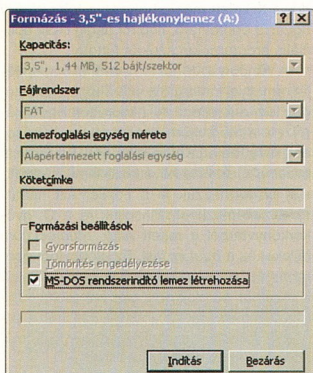 Formázás - 3,5"-es hajlékonylemez (A:)
Kapacitás:
3,5", 1,44 MB, 512 bájt/szektor
Fájlrendszer
FAT
Lemezfoglalási egység mérete
Alapértelmezett foglalási egység
Kötetcímke
Formázási beállítások
Gyorsformázás
Tömörítés engedélyezése
MS-DOS rendszerindító lemez létrehozása
Indítás
Bezárás